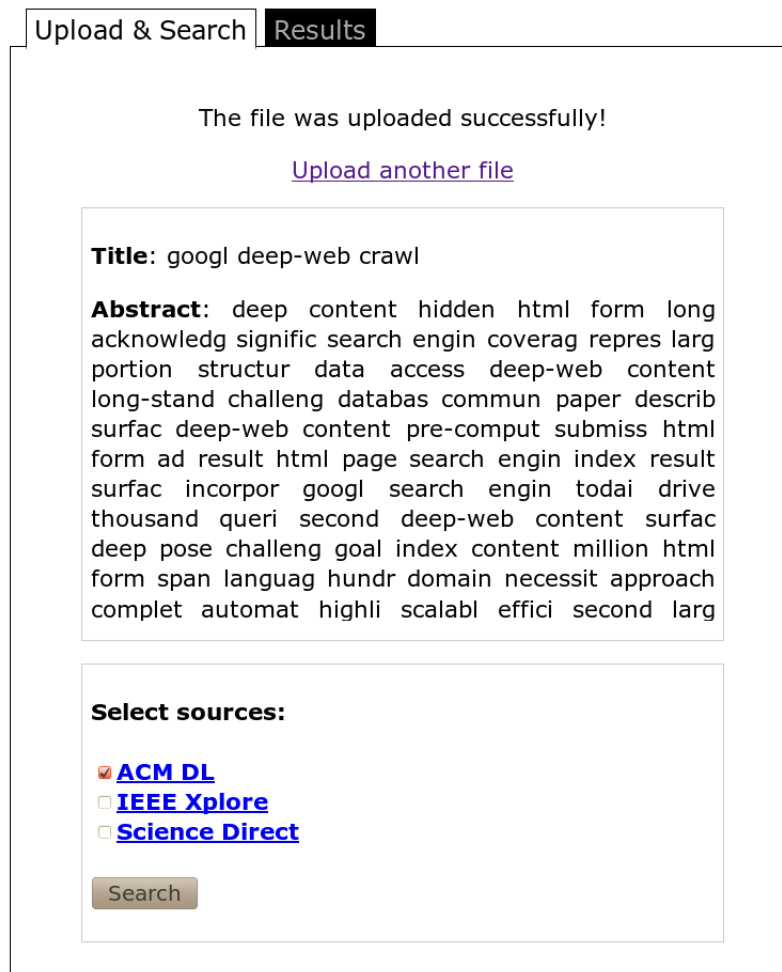 Upload & Search
Results
The file was uploaded successfully!
Upload another file
Title: googl deep-web crawl
Abstract: deep content hidden html form long
acknowledg signific search engin coverag repres larg
portion structur data access deep-web content
long-stand challeng databas commun paper describ
surfac deep-web content pre-comput submiss html
form ad result html page search engin index result
surfac incorpor googl search engin todai drive
thousand queri second deep-web content surfac
deep pose challeng goal index content million html
form span languag hundr domain necessit approach
complet automat highli scalabl effici second larg
Select sources:
ACM DL
IEEE Xplore
Science Direct
Search